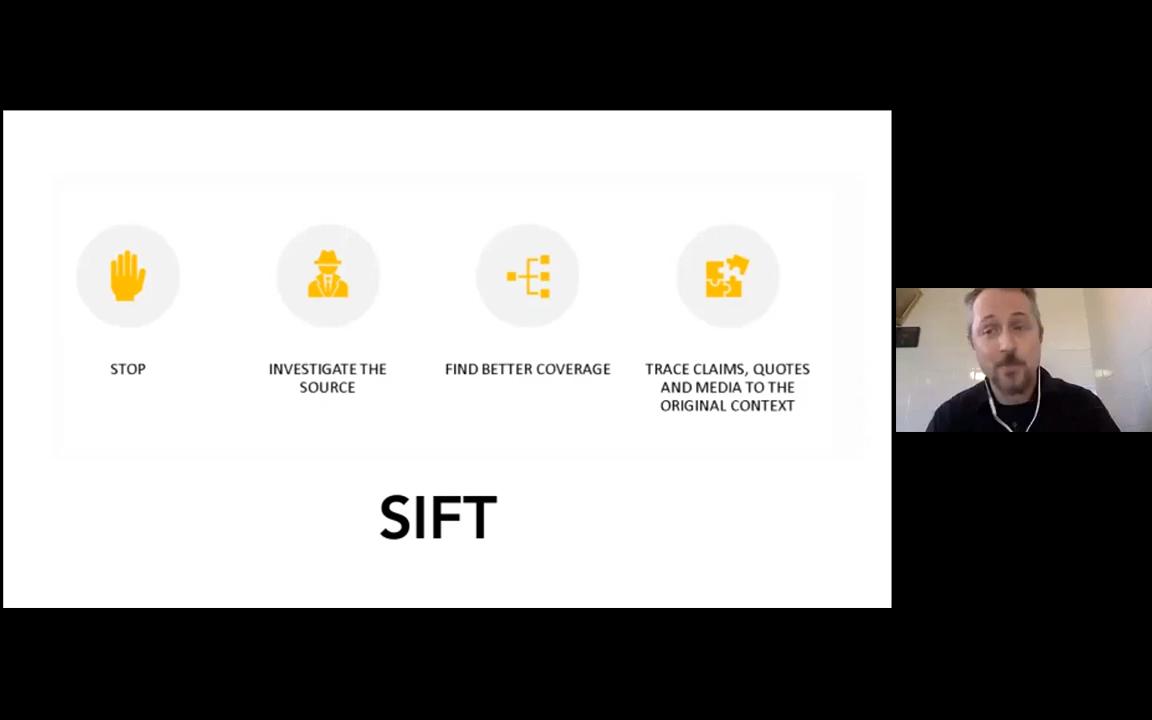 STOP
INVESTIGATE THE
SOURCE
FIND BETTER COVERAGE
TRACE CLAIMS, QUOTES
AND MEDIA TO THE
ORIGINAL CONTEXT
SIFT